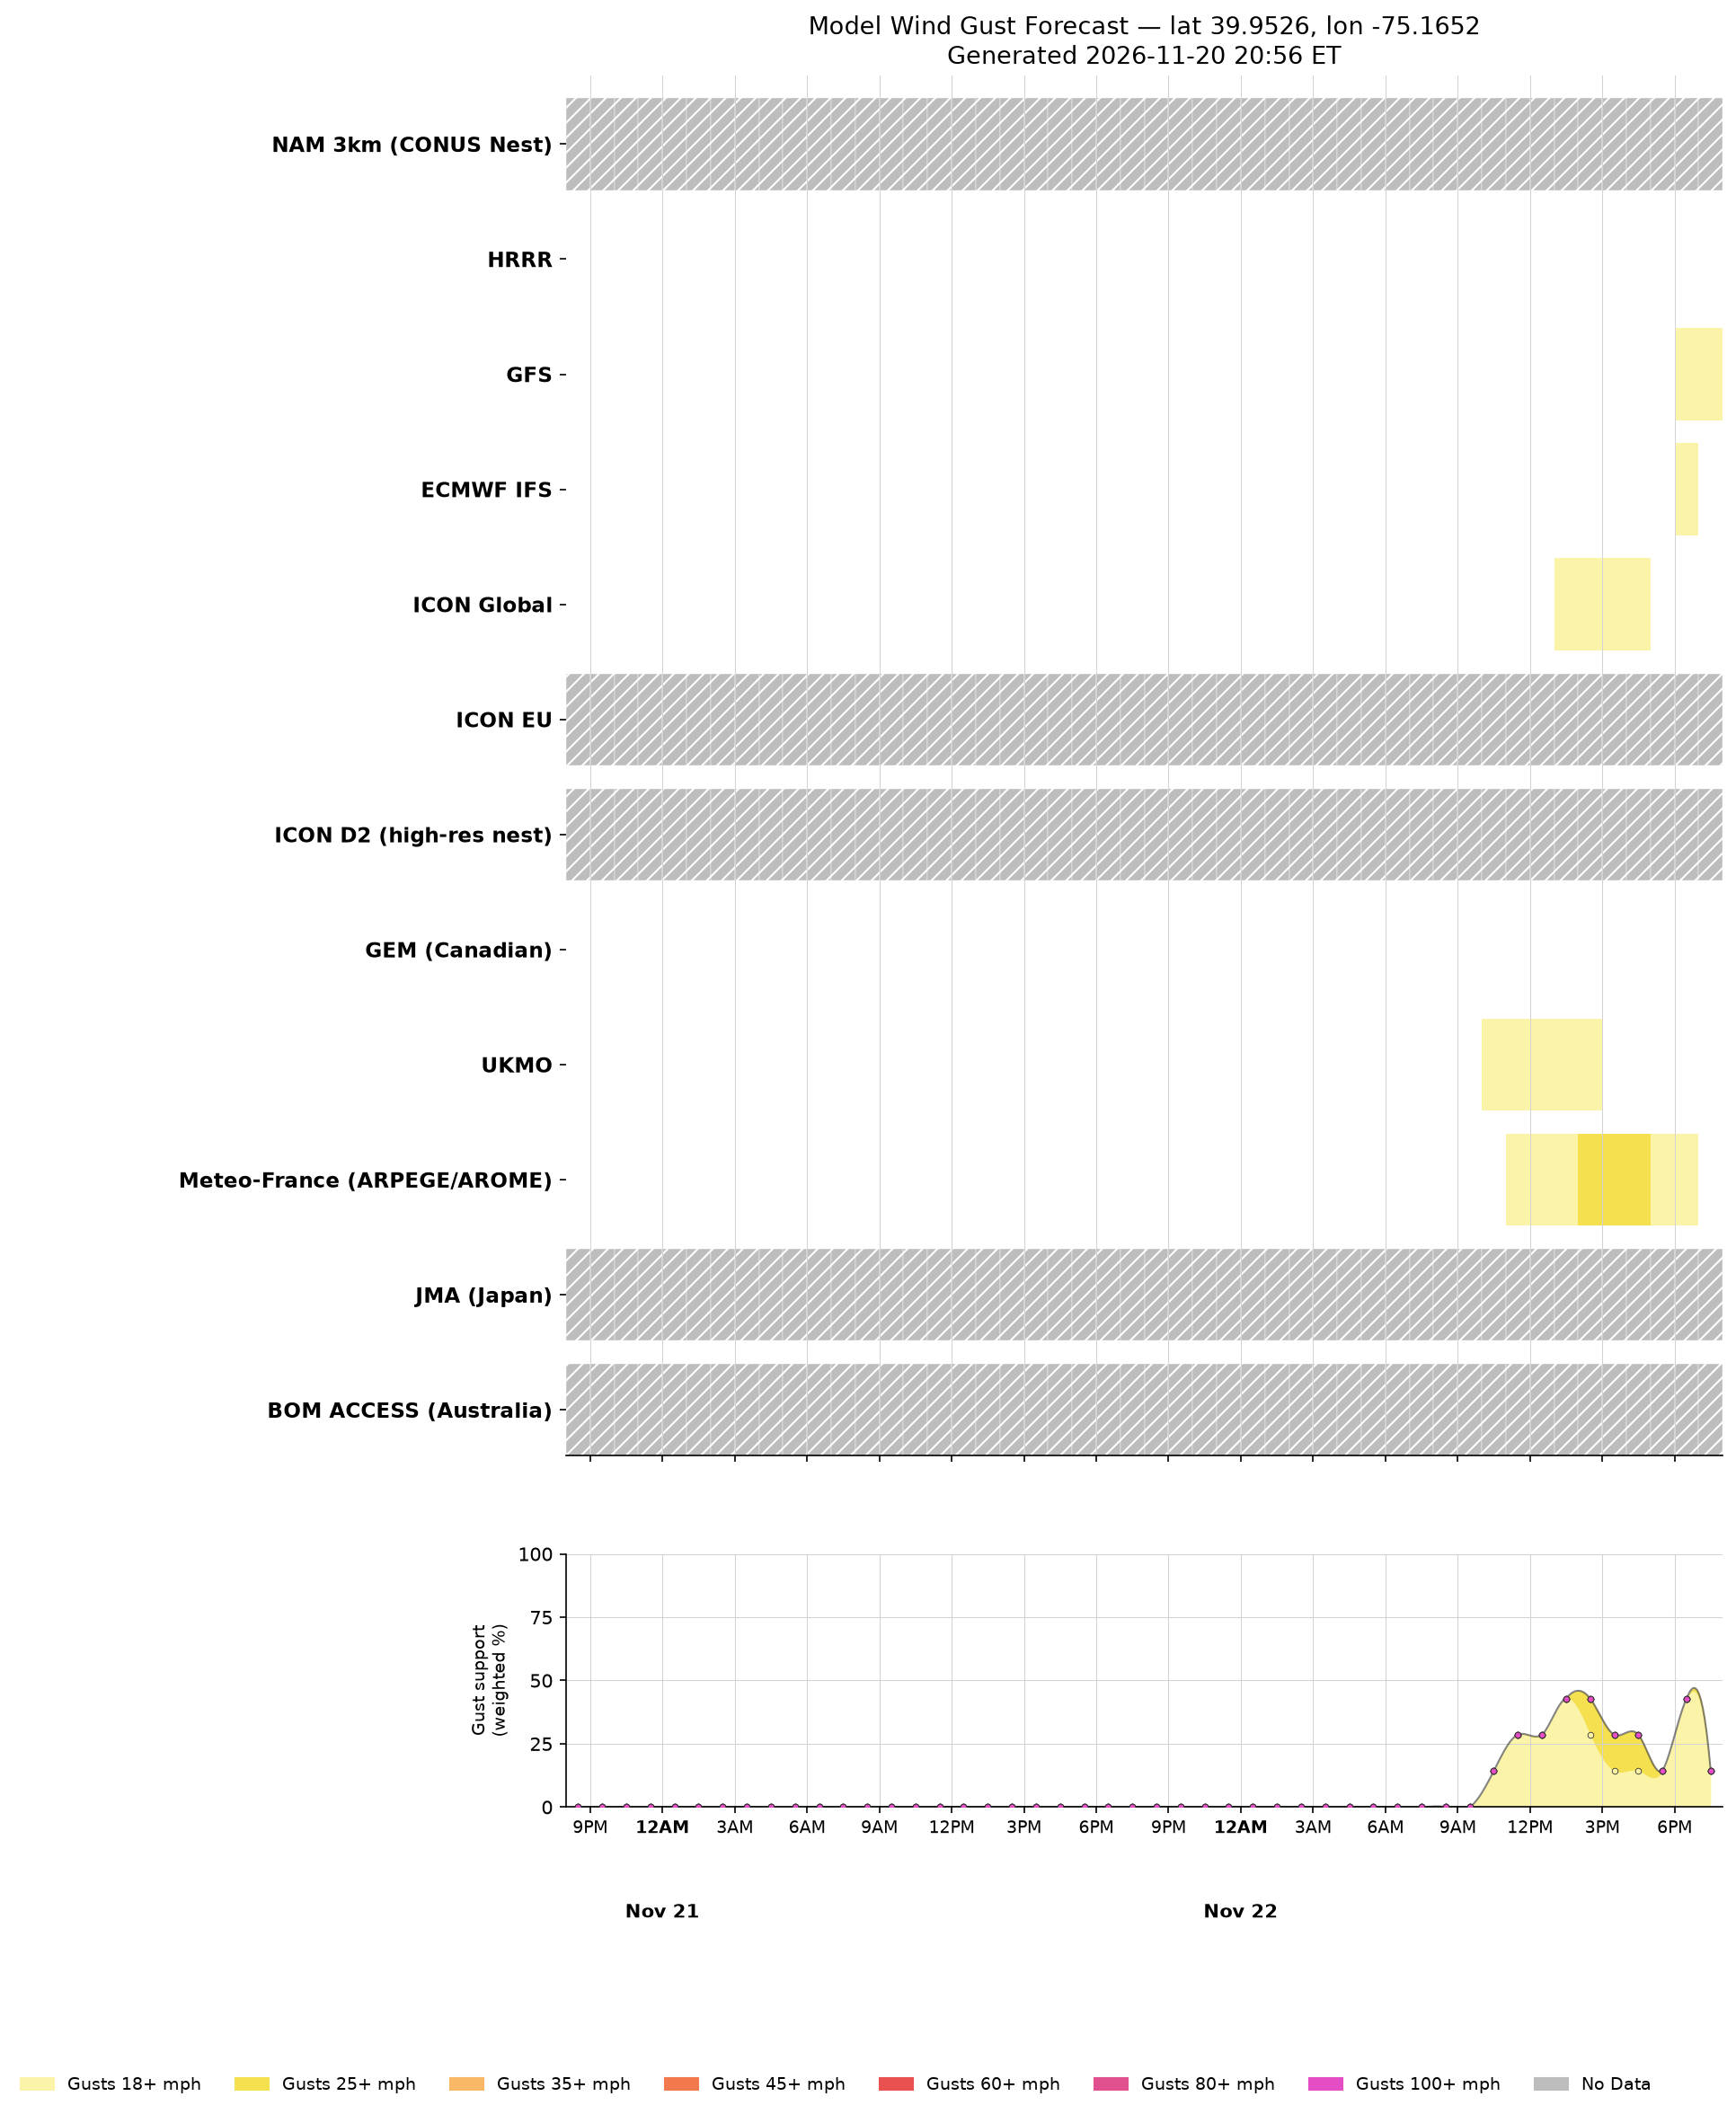 Model Wind Gust Forecast — lat 39.9526, lon -75.1652
Generated 2026-11-20 20:56 ET
NAM 3km (CONUS Nest)
HRRR
GFS
ECMWF IFS
ICON Global
ICON EU
ICON D2 (high-res nest)
GEM (Canadian)
UKMO
Meteo-France (ARPEGE/AROME)
JMA (Japan)
BOM ACCESS (Australia)
Gust support
(weighted %)
100
75
50
25
0
9PM 12AM 3AM 6AM 9AM 12PM 3PM 6PM 9PM 12AM 3AM 6AM 9AM 12PM 3PM 6PM
Nov 21 Nov 22
Gusts 18+ mph Gusts 25+ mph Gusts 35+ mph Gusts 45+ mph Gusts 60+ mph Gusts 80+ mph Gusts 100+ mph No Data